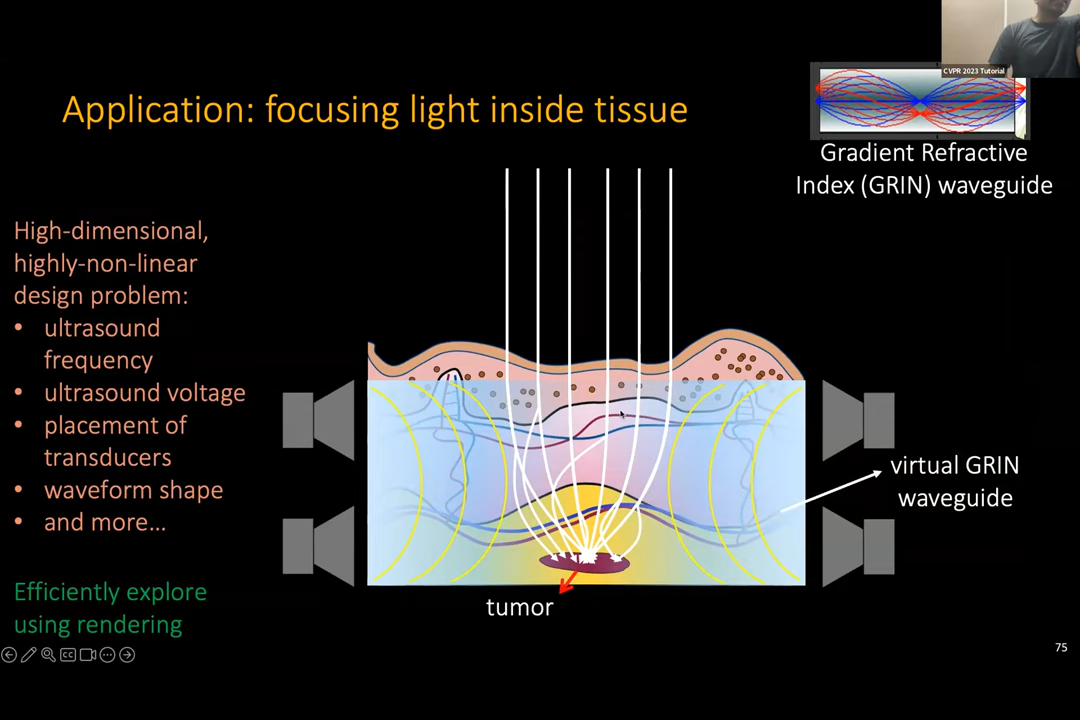 CVPR 2023 Tutorial
Application: focusing light inside tissue
Gradient Refractive
Index (GRIN) waveguide
High-dimensional,
highly-non-linear
design problem:
• ultrasound
frequency
• ultrasound voltage
• placement of
transducers
• waveform shape
• and more...
Efficiently explore
using rendering
virtual GRIN
waveguide
tumor
75